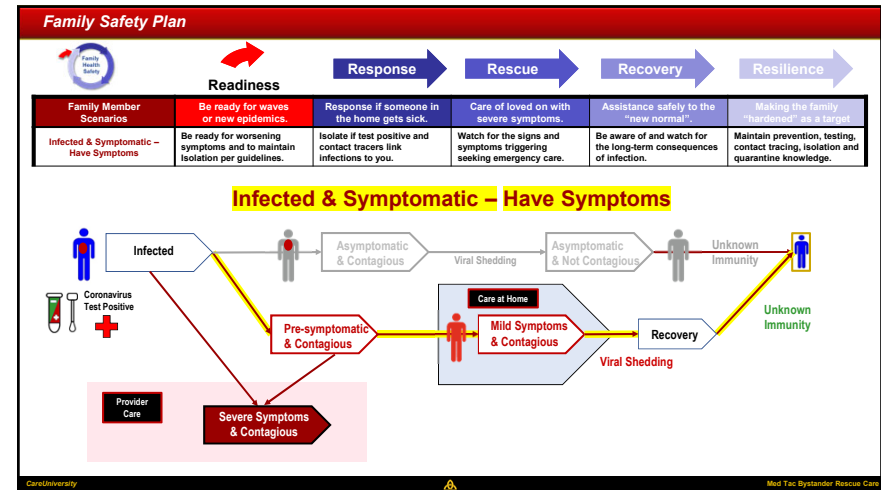 Family Safety Plan
Family
Health
Safety
Readiness
Response
Rescue
Recovery
Resilience
Family Member
Scenarios
Be ready for waves
or new epidemics.
Response if someone in
the home gets sick.
Care of loved on with
severe symptoms.
Assistance safely to the
“new normal”.
Making the family
“hardened” as a target
Infected & Symptomatic –
Have Symptoms
Be ready for worsening
symptoms and to maintain
Isolation per guidelines.
Isolate if test positive and
contact tracers link
infections to you.
Watch for the signs and
symptoms triggering
seeking emergency care.
Be aware of and watch for
the long-term consequences
of infection.
Maintain prevention, testing,
contact tracing, isolation and
quarantine knowledge.
Infected & Symptomatic – Have Symptoms
Infected
Asymptomatic
& Contagious
Viral Shedding
Asymptomatic
& Not Contagious
Unknown
Immunity
Coronavirus
Test Positive
Care at Home
Pre-symptomatic
& Contagious
Mild Symptoms
& Contagious
Recovery
Unknown
Immunity
Viral Shedding
Provider
Care
Severe Symptoms
& Contagious
CareUniversity
Med Tac Bystander Rescue Care